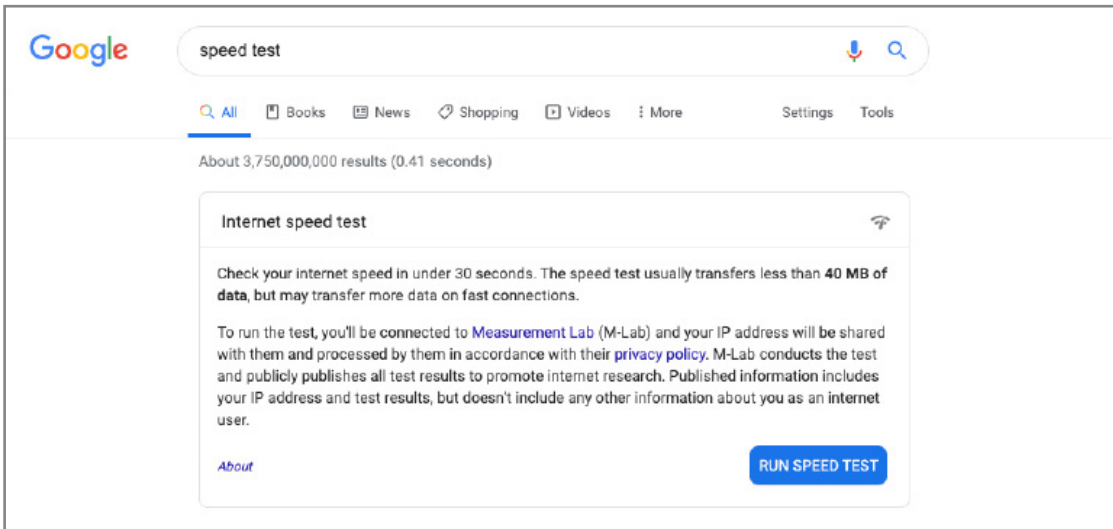 Google
speed test
All Books News Shopping Videos More Settings Tools
About 3,750,000,000 results (0.41 seconds)
Internet speed test
Check your internet speed in under 30 seconds. The speed test usually transfers less than 40 MB of
data, but may transfer more data on fast connections.
To run the test, you'll be connected to Measurement Lab (M-Lab) and your IP address will be shared
with them and processed by them in accordance with their privacy policy. M-Lab conducts the test
and publicly publishes all test results to promote internet research. Published information includes
your IP address and test results, but doesn't include any other information about you as an internet
user.
About
RUN SPEED TEST